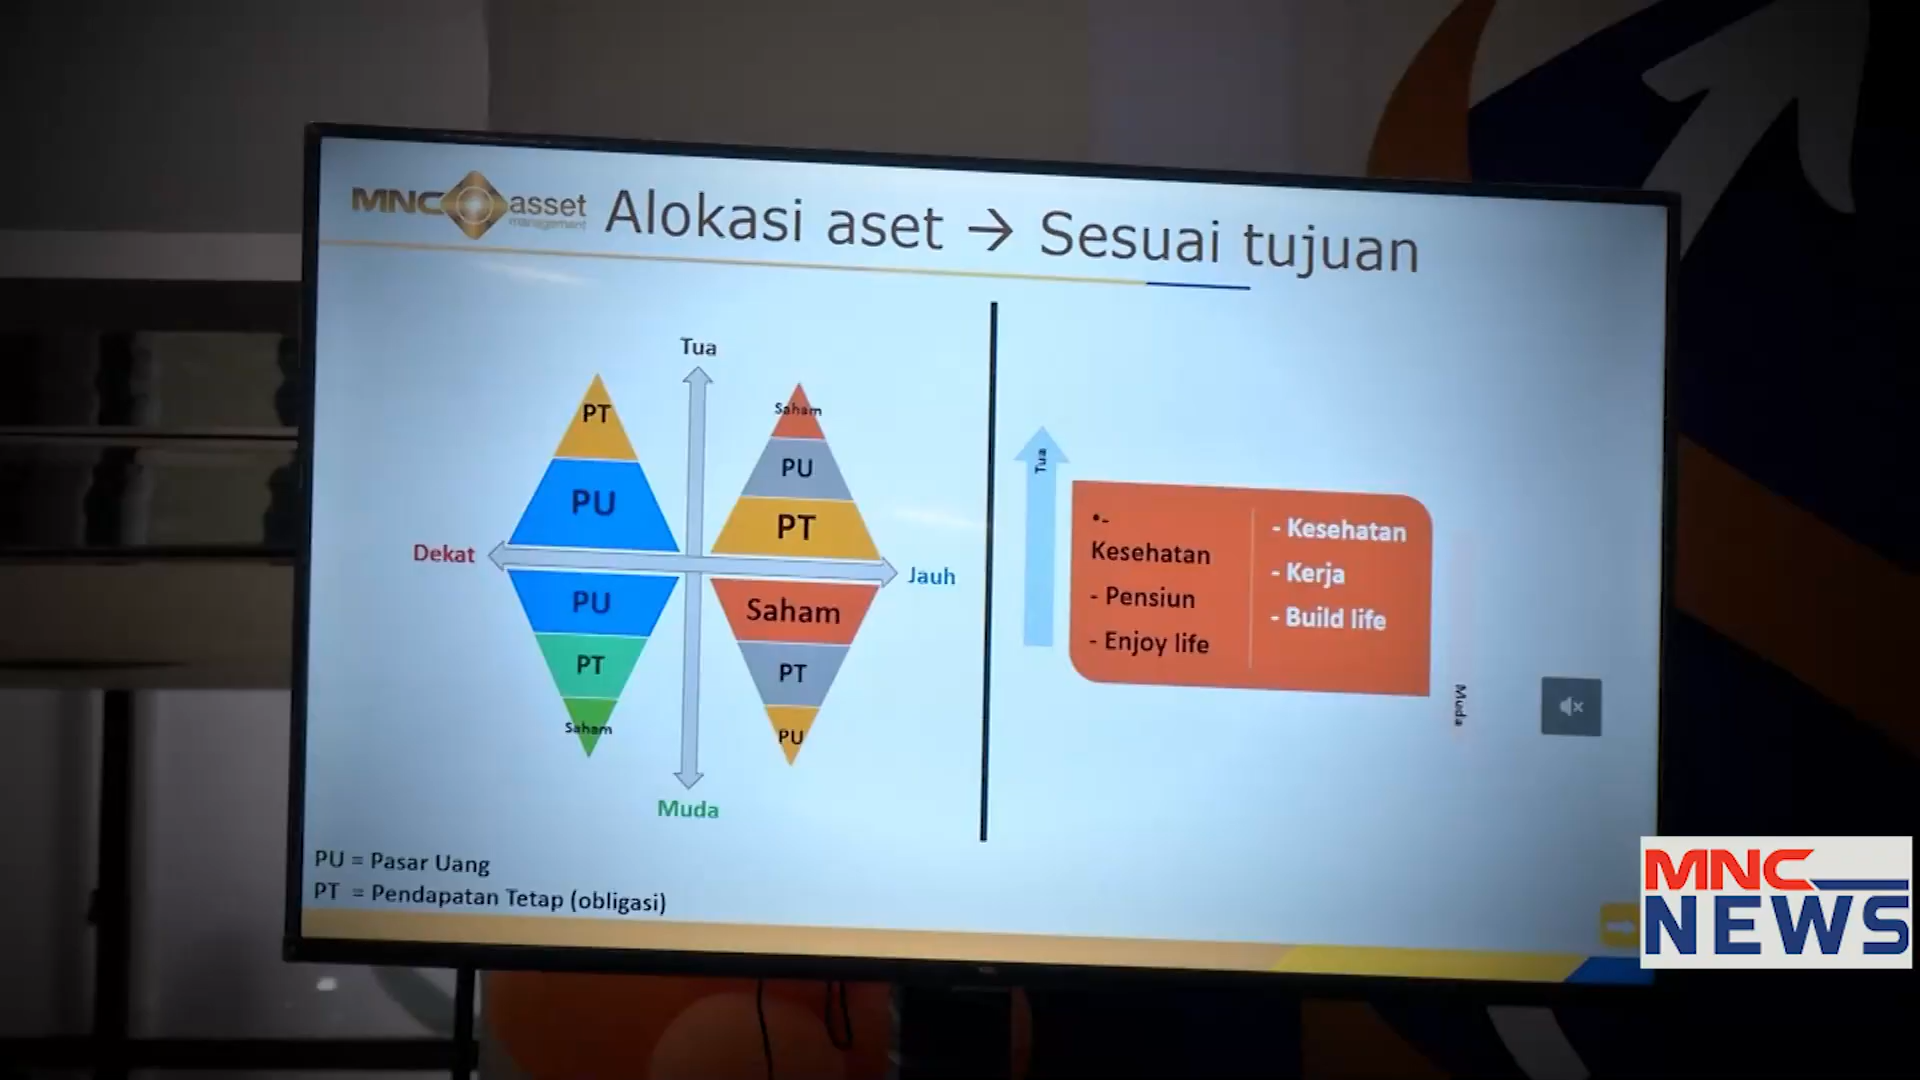 MNC asset
management
Alokasi aset → Sesuai tujuan
Tua
PT
PU
Saham
PU
PT
Dekat
Jauh
PU
PT
Saham
Saham
PT
PU
Muda
PU = Pasar Uang
PT = Pendapatan Tetap (obligasi)
Tua
•-
Kesehatan
- Pensiun
- Enjoy life
- Kesehatan
- Kerja
- Build life
Muda
MNC
NEWS